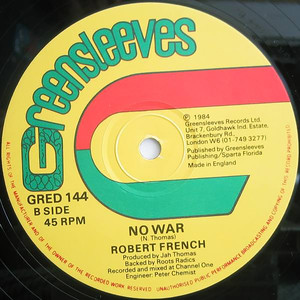 Greensleeves
℗ 1984
© Greensleeves Records Ltd.
Unit 7, Goldhawk Ind. Estate,
Brackenbury Rd.,
London W6 (01-749 3277)
Published by Greensleeves
Publishing/Sparta Florida
Made in England
GRED 144
B SIDE
45 RPM
NO WAR
(N. Thomas)
ROBERT FRENCH
Produced by Jah Thomas
Backed by Roots Radics
Recorded and mixed at Channel One
Engineer: Peter Chemist
ALL RIGHTS OF THE MANUFACTURER AND OF THE OWNER OF THE RECORDED WORK RESERVED UNAUTHORISED PUBLIC PERFORMANCE BROADCASTING AND COPYING OF THIS RECORD PROHIBITED